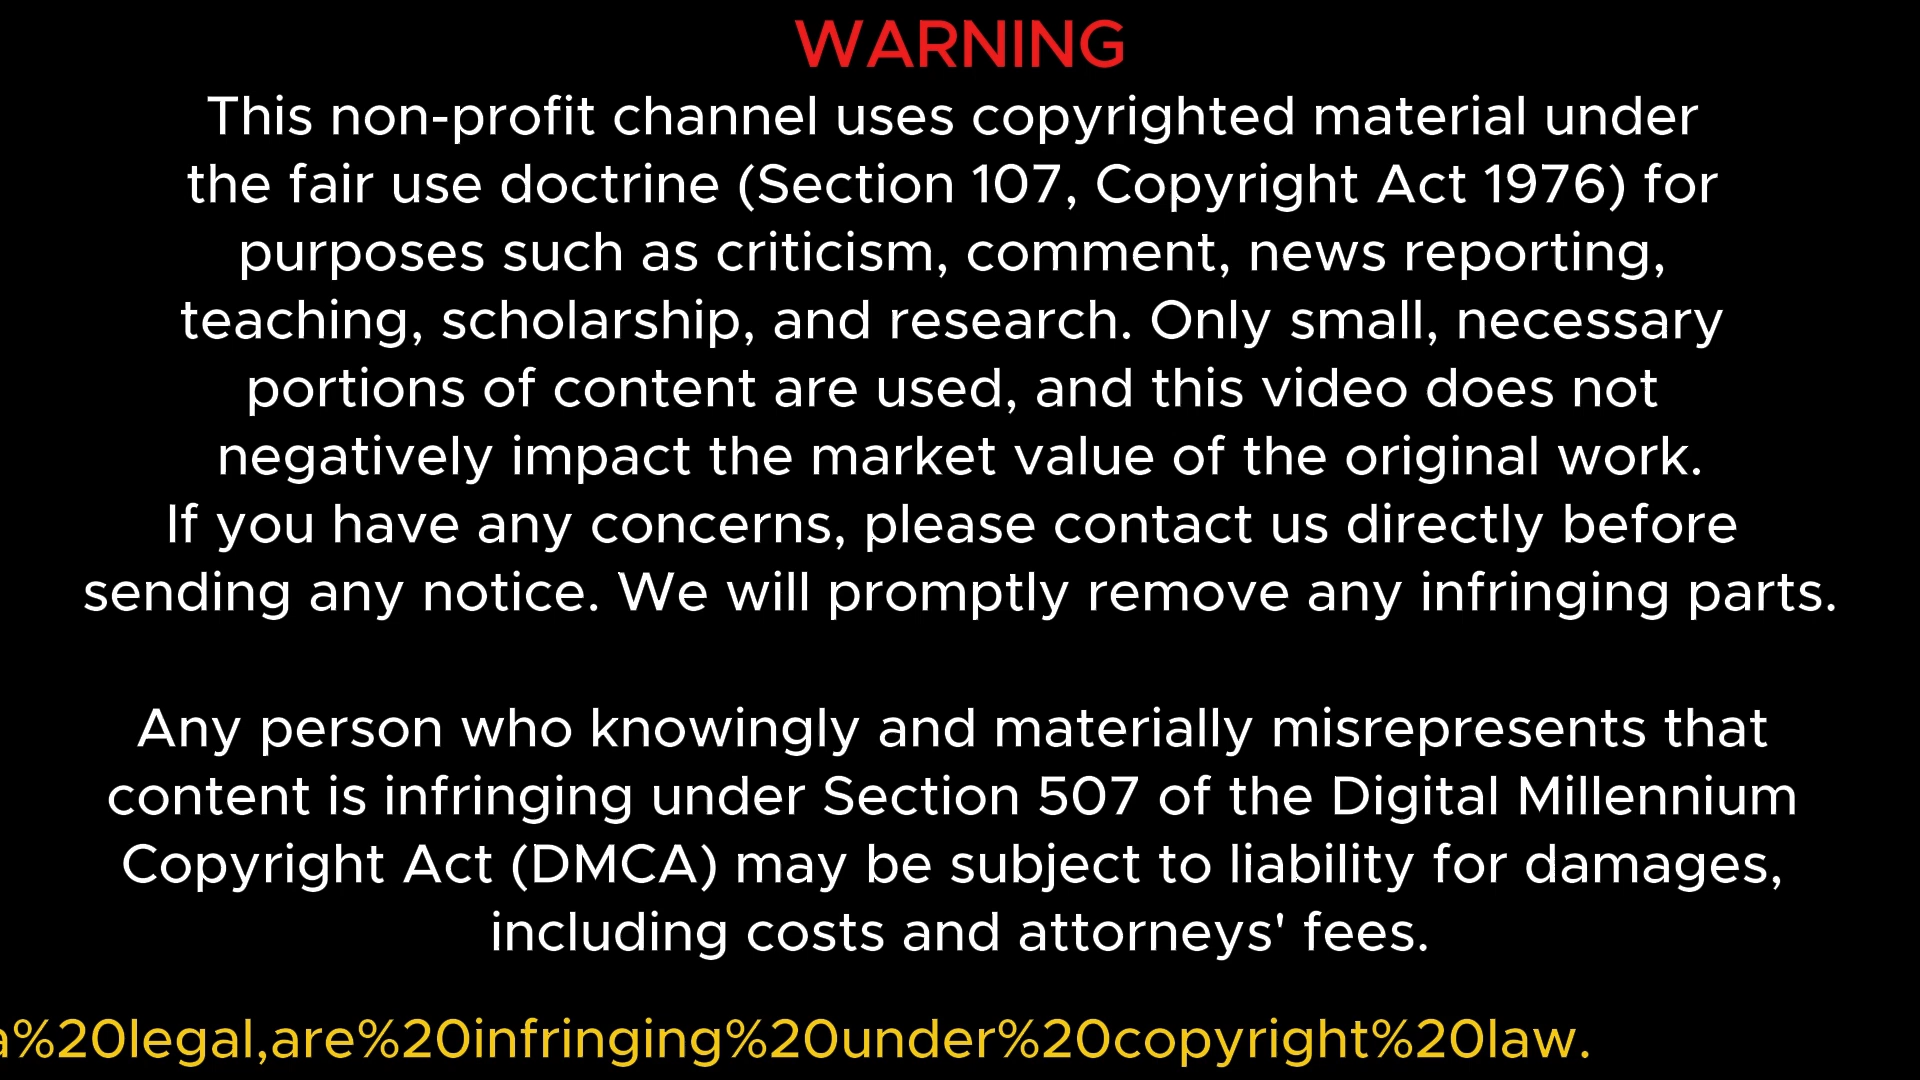 WARNING
This non-profit channel uses copyrighted material under
the fair use doctrine (Section 107, Copyright Act 1976) for
purposes such as criticism, comment, news reporting,
teaching, scholarship, and research. Only small, necessary
portions of content are used, and this video does not
negatively impact the market value of the original work.
If you have any concerns, please contact us directly before
sending any notice. We will promptly remove any infringing parts.
Any person who knowingly and materially misrepresents that
content is infringing under Section 507 of the Digital Millennium
Copyright Act (DMCA) may be subject to liability for damages,
including costs and attorneys' fees.
a%20legal,are%20infringing%20under%20copyright%20law.